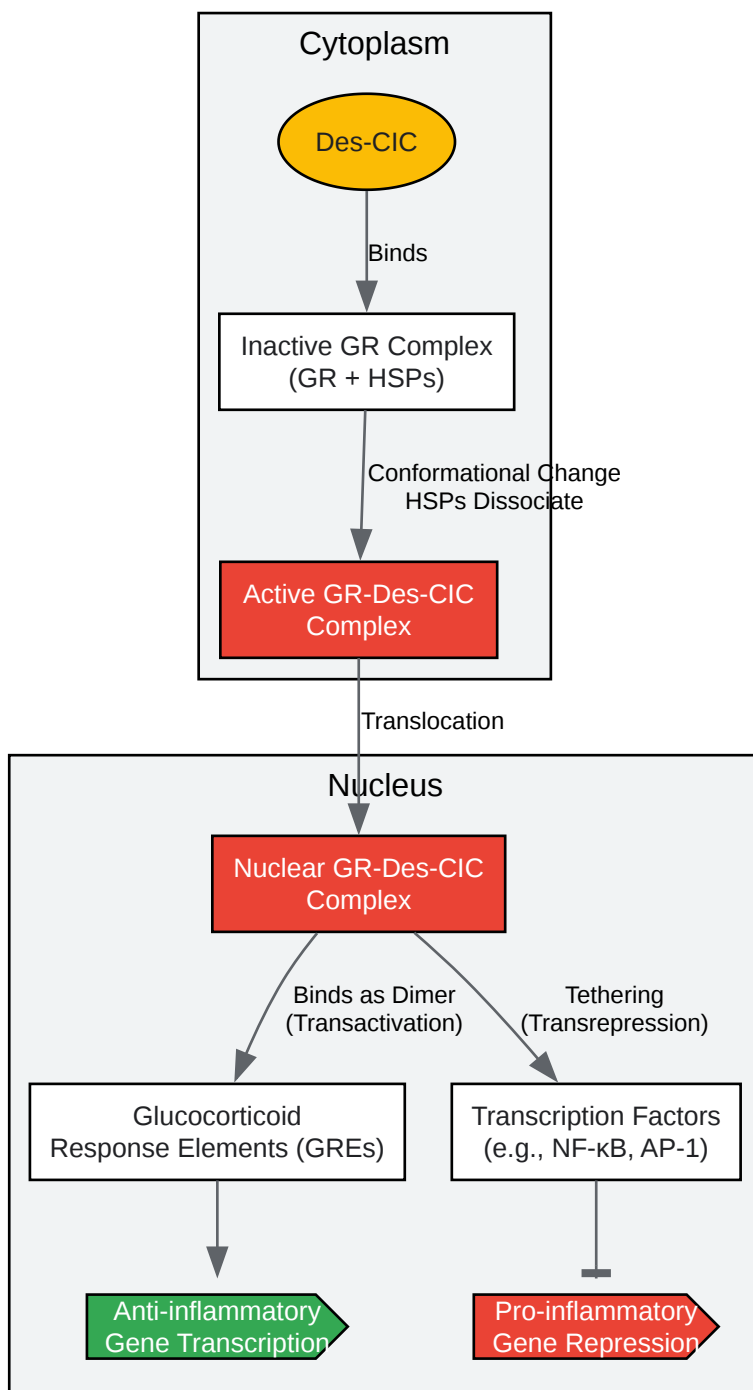 Cytoplasm
Des-CIC
Binds
Inactive GR Complex
(GR + HSPs)
Conformational Change
HSPs Dissociate
Active GR-Des-CIC
Complex
Translocation
Nucleus
Nuclear GR-Des-CIC
Complex
Binds as Dimer
(Transactivation)
Tethering
(Transrepression)
Glucocorticoid
Response Elements (GREs)
Transcription Factors
(e.g., NF-κB, AP-1)
Anti-inflammatory
Gene Transcription
Pro-inflammatory
Gene Repression